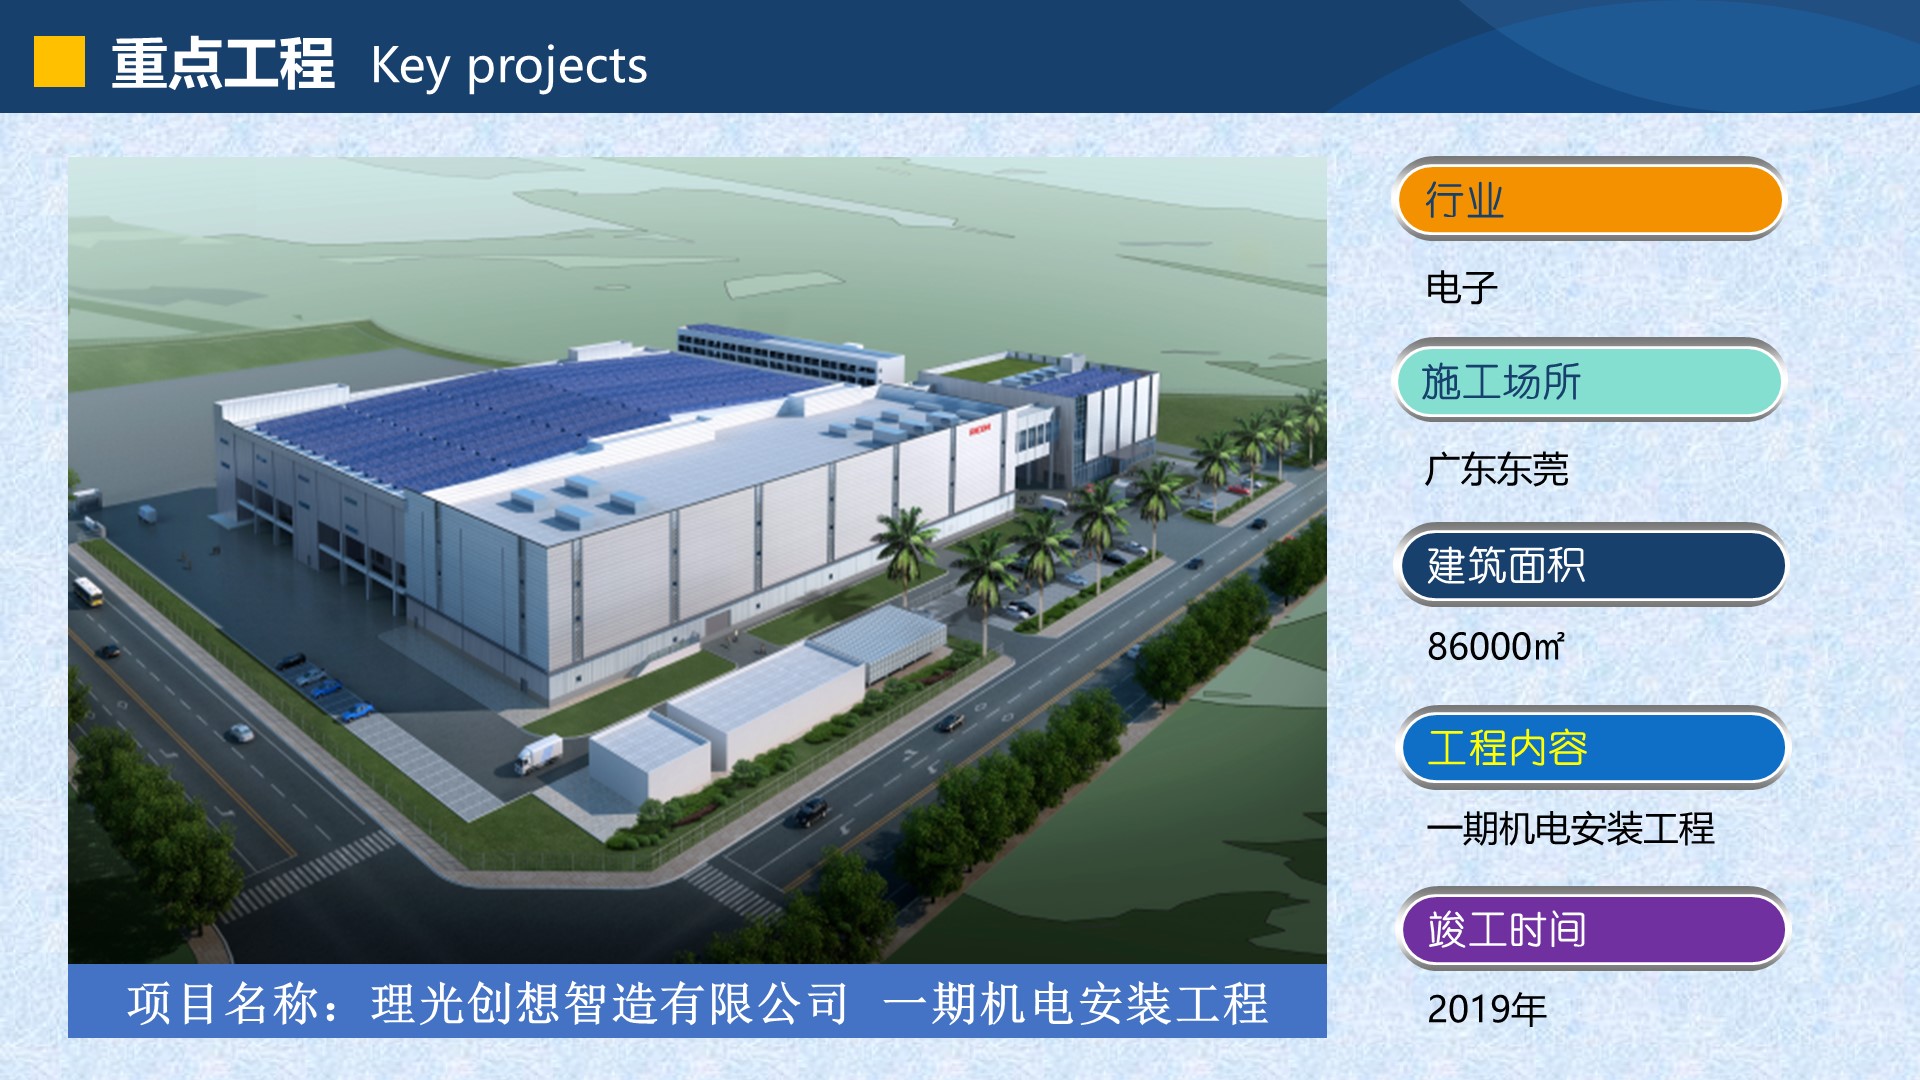 重点工程 Key projects
行业
电子
施工场所
广东东莞
建筑面积
86000㎡
工程内容
一期机电安装工程
竣工时间
2019年
项目名称：理光创想智造有限公司 一期机电安装工程